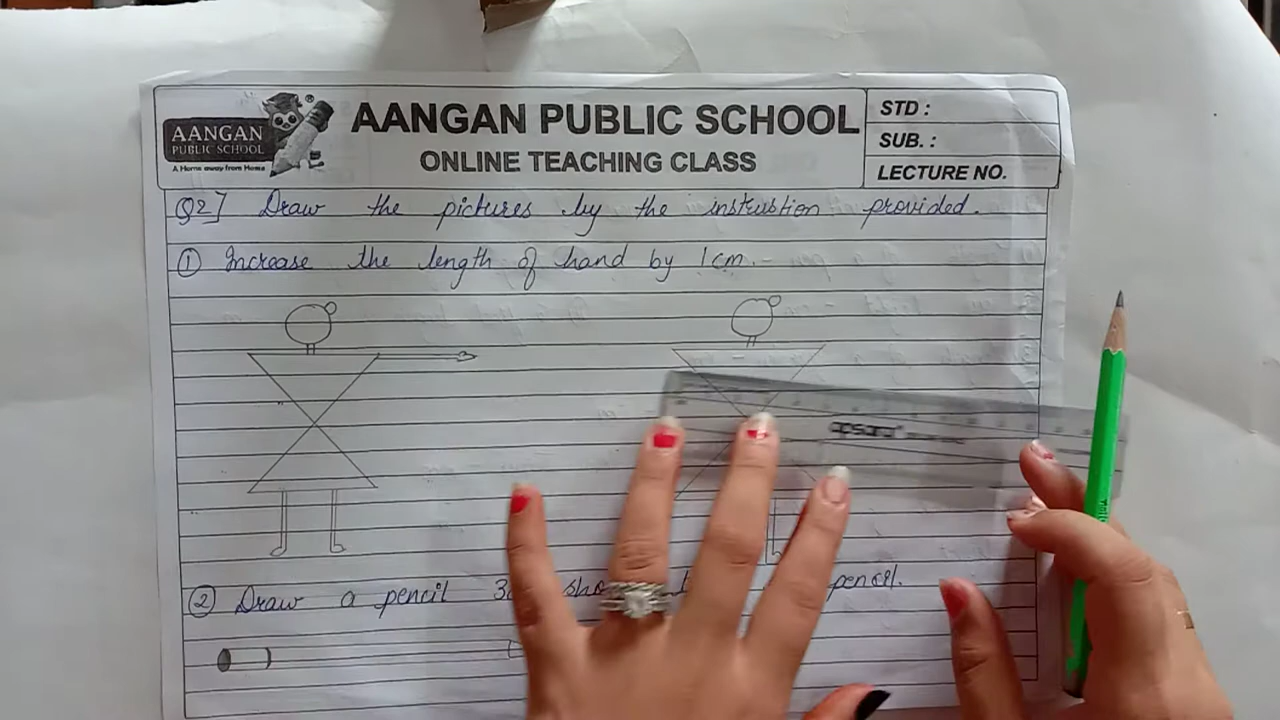 AANGAN
PUBLIC SCHOOL
A Home away from Home
AANGAN PUBLIC SCHOOL
ONLINE TEACHING CLASS
STD :
SUB. :
LECTURE NO.
Q2] Draw the pictures by the instrustion provided.
① Increase the length of hand by 1cm.
apsara
② Draw a pencil pencil.